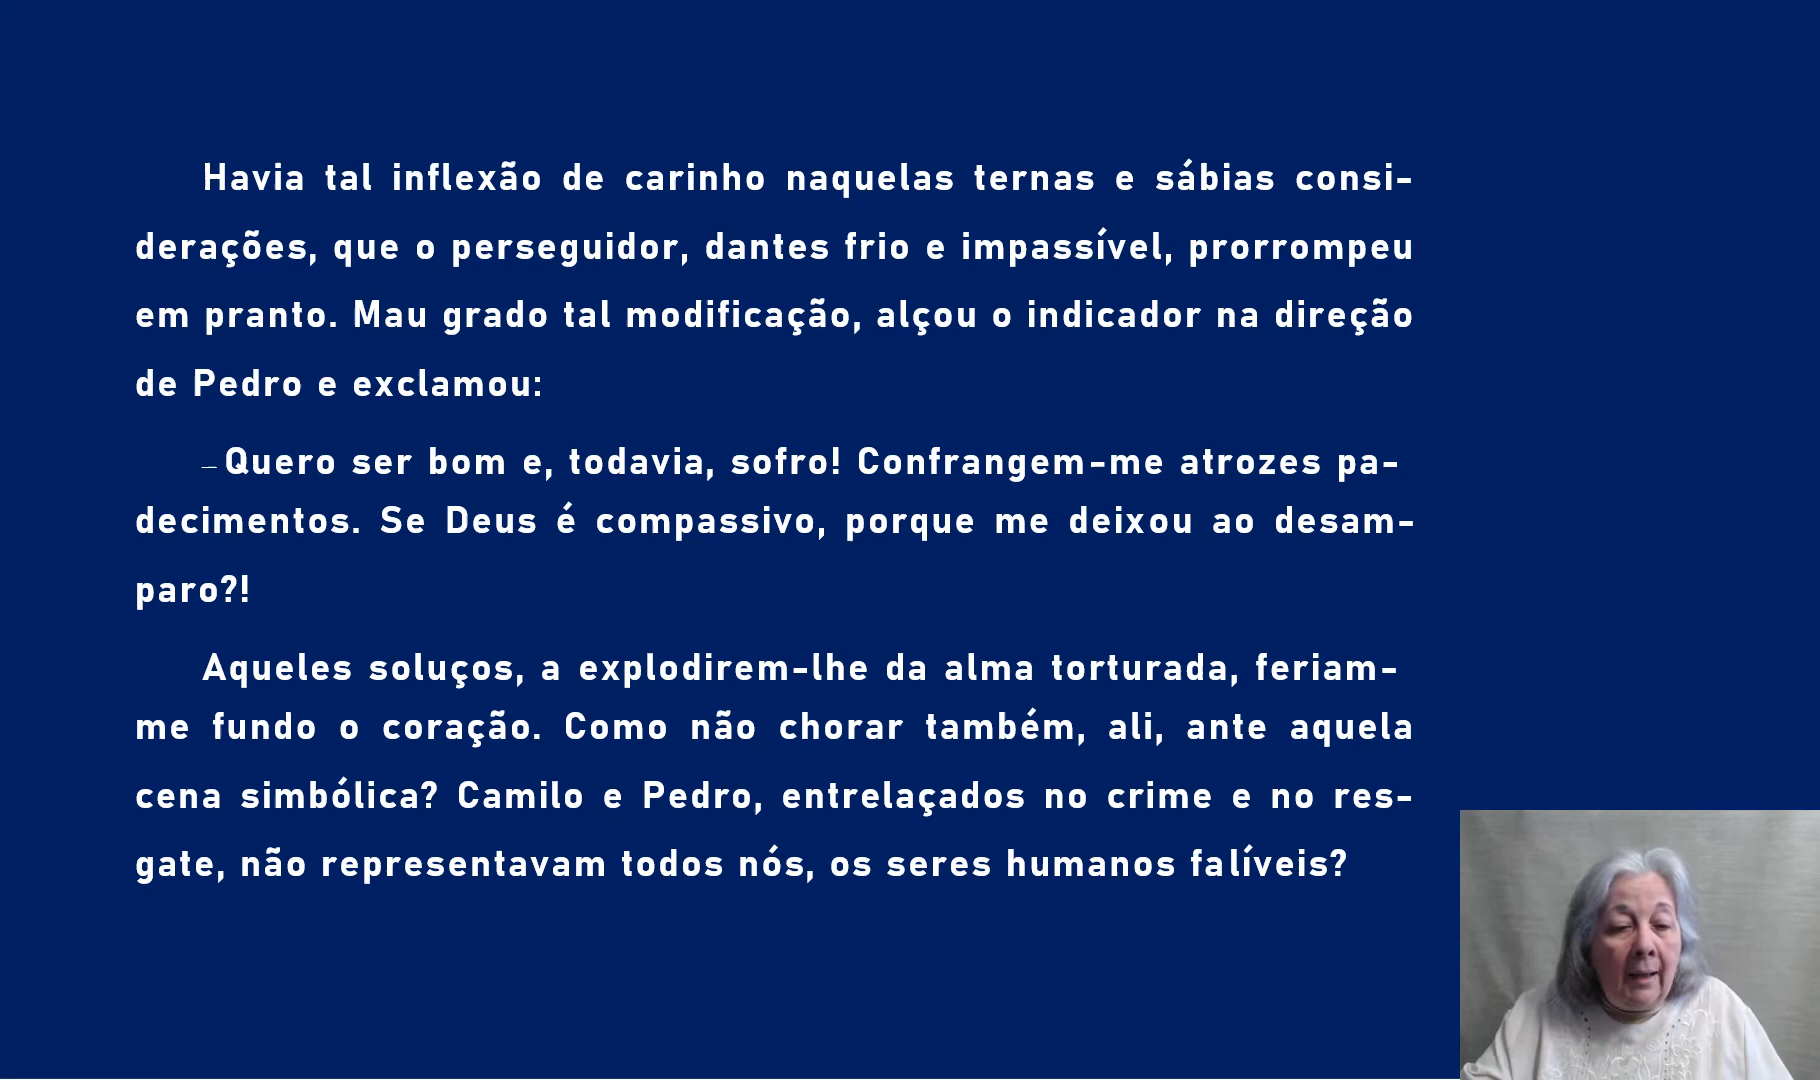 Havia tal inflexão de carinho naquelas ternas e sábias consi-
derações, que o perseguidor, dantes frio e impassível, prorrompeu
em pranto. Mau grado tal modificação, alçou o indicador na direção
de Pedro e exclamou:
– Quero ser bom e, todavia, sofro! Confrangem-me atrozes pa-
decimentos. Se Deus é compassivo, porque me deixou ao desam-
paro?!
Aqueles soluços, a explodirem-lhe da alma torturada, feriam-
me fundo o coração. Como não chorar também, ali, ante aquela
cena simbólica? Camilo e Pedro, entrelaçados no crime e no res-
gate, não representavam todos nós, os seres humanos falíveis?